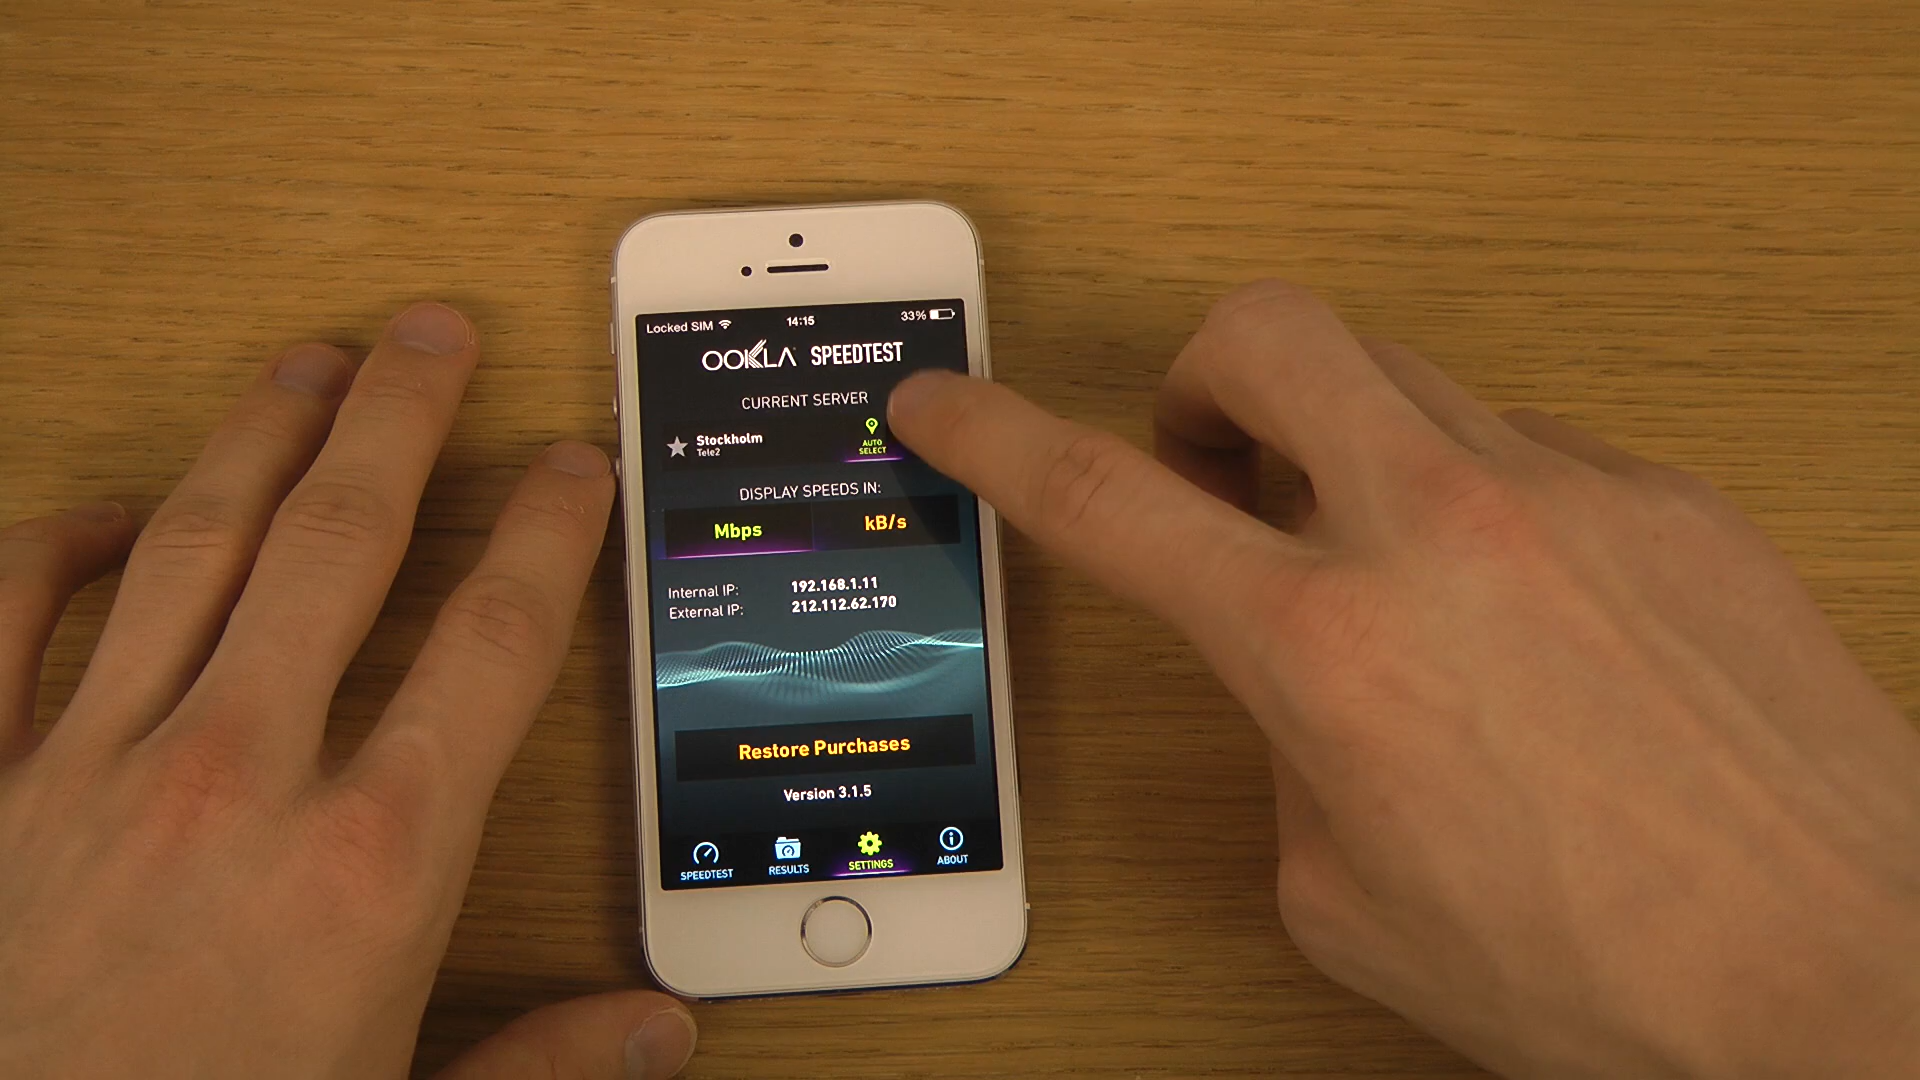 Locked SIM 14:15 33%
OOKLA SPEEDTEST
CURRENT SERVER
Stockholm
Tele2
AUTO
SELECT
DISPLAY SPEEDS IN:
Mbps kB/s
Internal IP: 192.168.1.11
External IP: 212.112.62.170
Restore Purchases
Version 3.1.5
SPEEDTEST RESULTS SETTINGS ABOUT